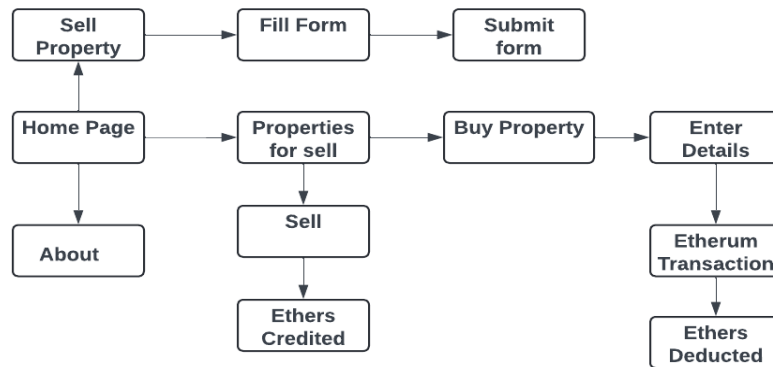 Sell
Property
Fill Form
Submit
form
Home Page
Properties
for sell
Buy Property
Enter
Details
About
Sell
Etherum
Transaction
Ethers
Credited
Ethers
Deducted